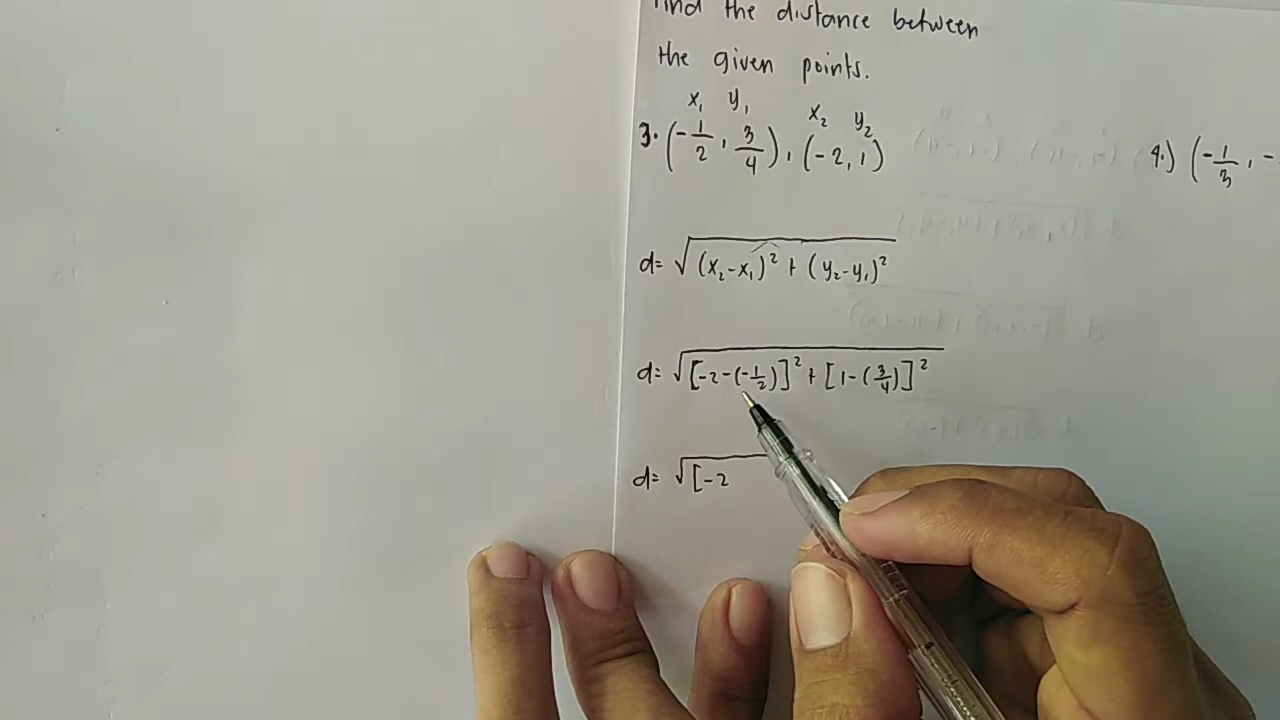 Find the distance between
the given points.
x₁ y₁ x₂ y₂
3. (-1/2, 3/4), (-2, 1)
4.) (-1/3, -
d= √(x₂-x₁)² + (y₂-y₁)²
d= √[-2-(-1/2)]² + [1-(3/4)]²
d= √[-2